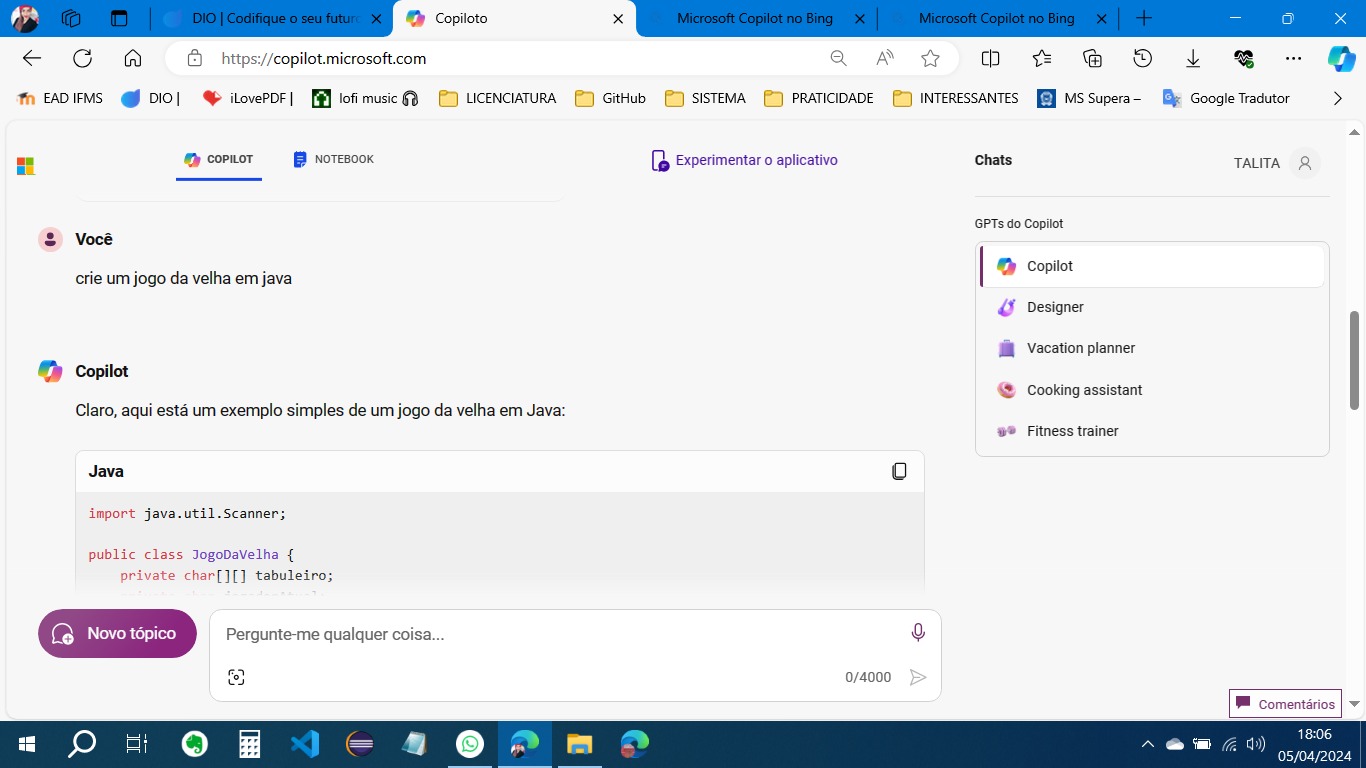 DIO | Codifique o seu futuro
Copiloto
Microsoft Copilot no Bing
Microsoft Copilot no Bing
https://copilot.microsoft.com
EAD IFMS
DIO |
iLovePDF |
lofi music
LICENCIATURA
GitHub
SISTEMA
PRATICIDADE
INTERESSANTES
MS Supera –
Google Tradutor
COPILOT
NOTEBOOK
Experimentar o aplicativo
Chats
TALITA
GPTs do Copilot
Copilot
Designer
Vacation planner
Cooking assistant
Fitness trainer
Você
crie um jogo da velha em java
Copilot
Claro, aqui está um exemplo simples de um jogo da velha em Java:
Java
import java.util.Scanner;
public class JogoDaVelha {
private char[][] tabuleiro;
Novo tópico
Pergunte-me qualquer coisa...
0/4000
Comentários
18:06
05/04/2024